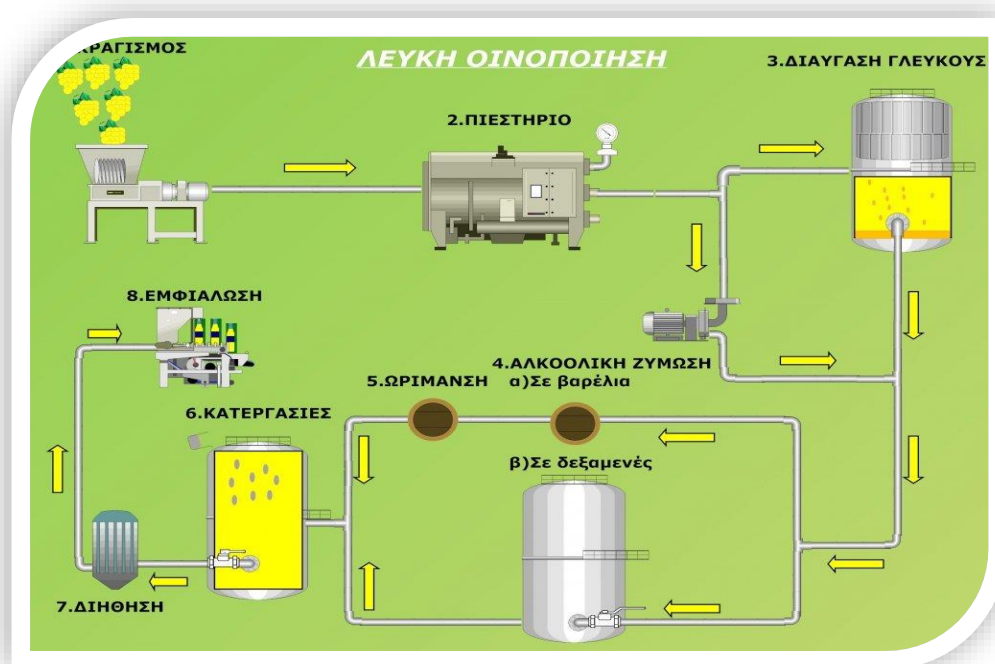 ΛΕΥΚΗ ΟΙΝΟΠΟΙΗΣΗ
2.ΠΙΕΣΤΗΡΙΟ
3.ΔΙΑΥΓΑΣΗ ΓΛΕΥΚΟΥΣ
4.ΑΛΚΟΟΛΙΚΗ ΖΥΜΩΣΗ
α)Σε βαρέλια
β)Σε δεξαμενές
5.ΩΡΙΜΑΝΣΗ
6.ΚΑΤΕΡΓΑΣΙΕΣ
7.ΔΙΗΘΗΣΗ
8.ΕΜΦΙΑΛΩΣΗ